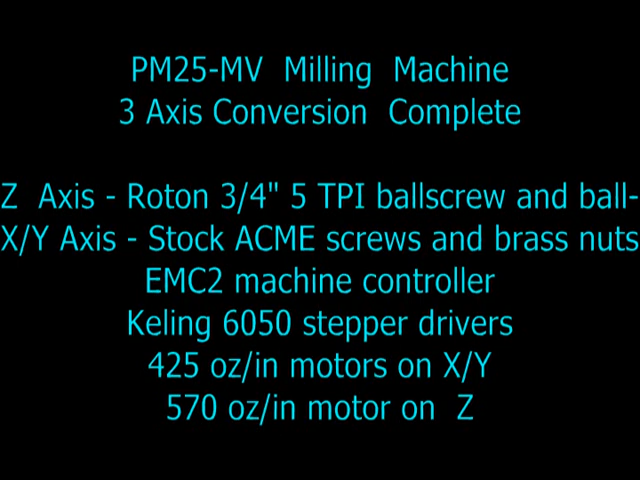 PM25-MV Milling Machine
3 Axis Conversion Complete
Z Axis - Roton 3/4" 5 TPI ballscrew and ball-
X/Y Axis - Stock ACME screws and brass nuts
EMC2 machine controller
Keling 6050 stepper drivers
425 oz/in motors on X/Y
570 oz/in motor on Z